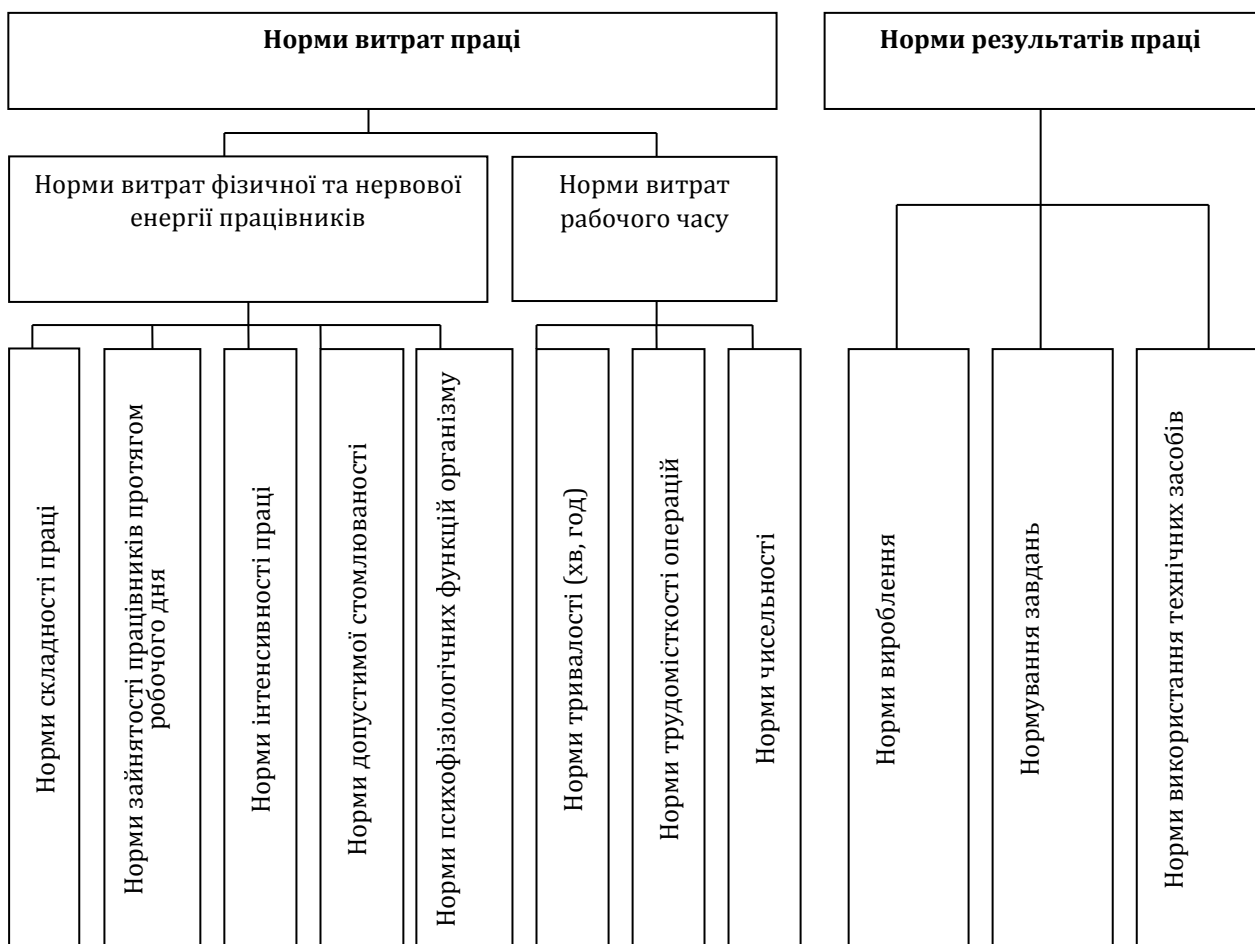 Норми витрат праці
Норми результатів праці
Норми витрат фізичної та нервової
енергії працівників
Норми витрат
рабочого часу
Норми складності праці
Норми зайнятості працівників протягом
робочого дня
Норми інтенсивності праці
Норми допустимої стомлюваності
Норми психофізіологічних функцій організму
Норми тривалості (хв, год)
Норми трудомісткості операцій
Норми чисельності
Норми вироблення
Нормування завдань
Норми використання технічних засобів